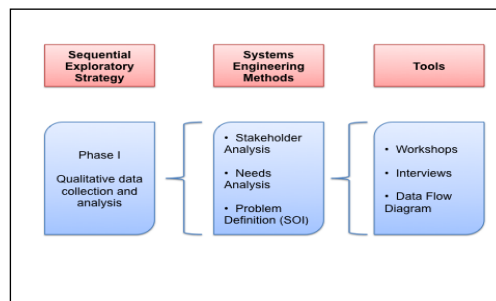 Sequential
Exploratory
Strategy
Systems
Engineering
Methods
Tools
Phase I
Qualitative data
collection and
analysis
• Stakeholder
Analysis
• Needs
Analysis
• Problem
Definition (SOI)
• Workshops
• Interviews
• Data Flow
Diagram